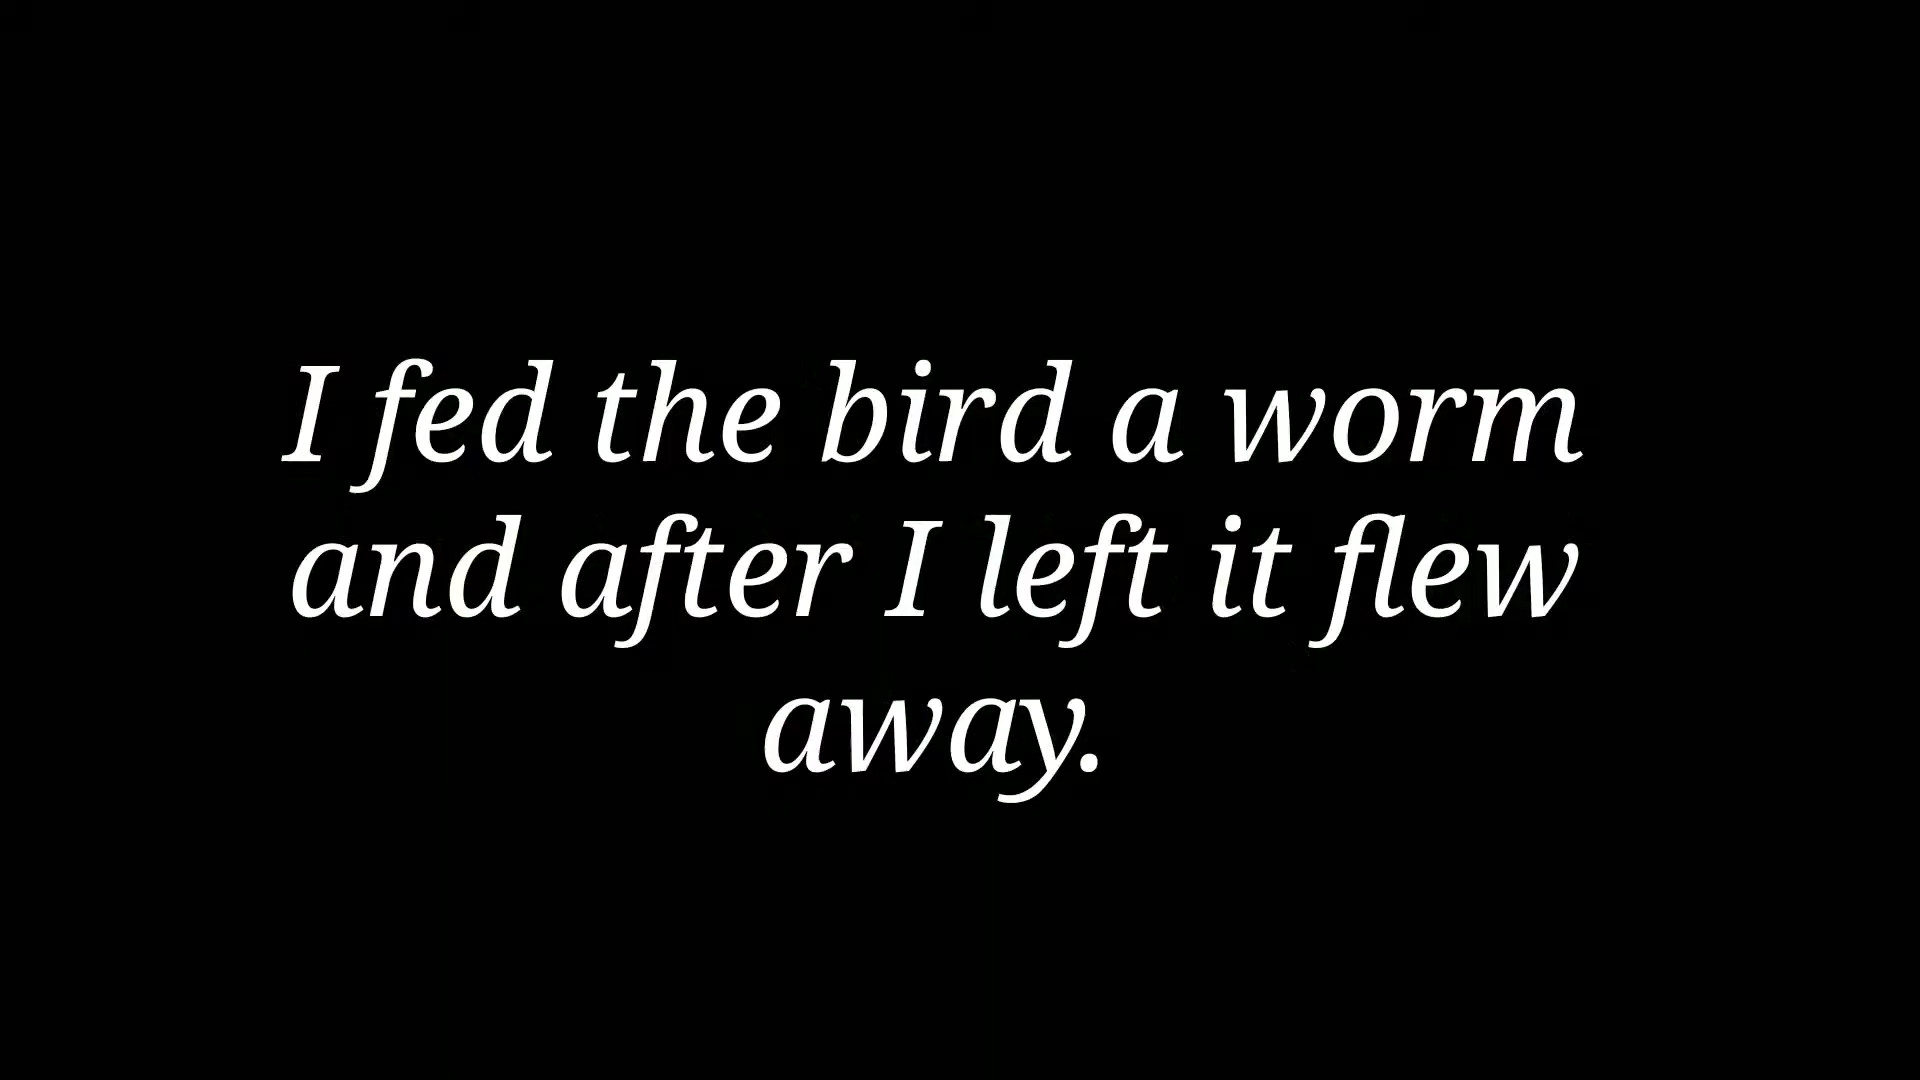 I fed the bird a worm
and after I left it flew
away.